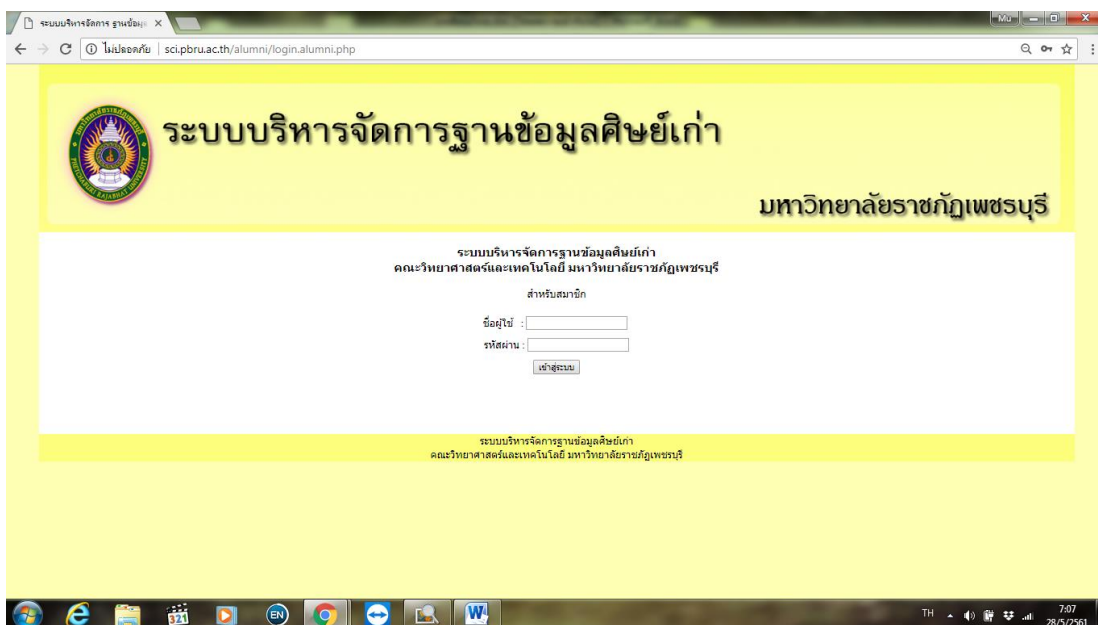 ระบบบริหารจัดการ ฐานข้อมู
Mu
ไม่ปลอดภัย
sci.pbru.ac.th/alumni/login.alumni.php
ระบบบริหารจัดการฐานข้อมูลศิษย์เก่า
มหาวิทยาลัยราชภัฏเพชรบุรี
PHETCHABURI RAJABHAT UNIVERSITY
ระบบบริหารจัดการฐานข้อมูลศิษย์เก่า
คณะวิทยาศาสตร์และเทคโนโลยี มหาวิทยาลัยราชภัฏเพชรบุรี
สำหรับสมาชิก
ชื่อผู้ใช้ :
รหัสผ่าน :
เข้าสู่ระบบ
ระบบบริหารจัดการฐานข้อมูลศิษย์เก่า
คณะวิทยาศาสตร์และเทคโนโลยี มหาวิทยาลัยราชภัฏเพชรบุรี
321
EN
TH
7:07
28/5/2561